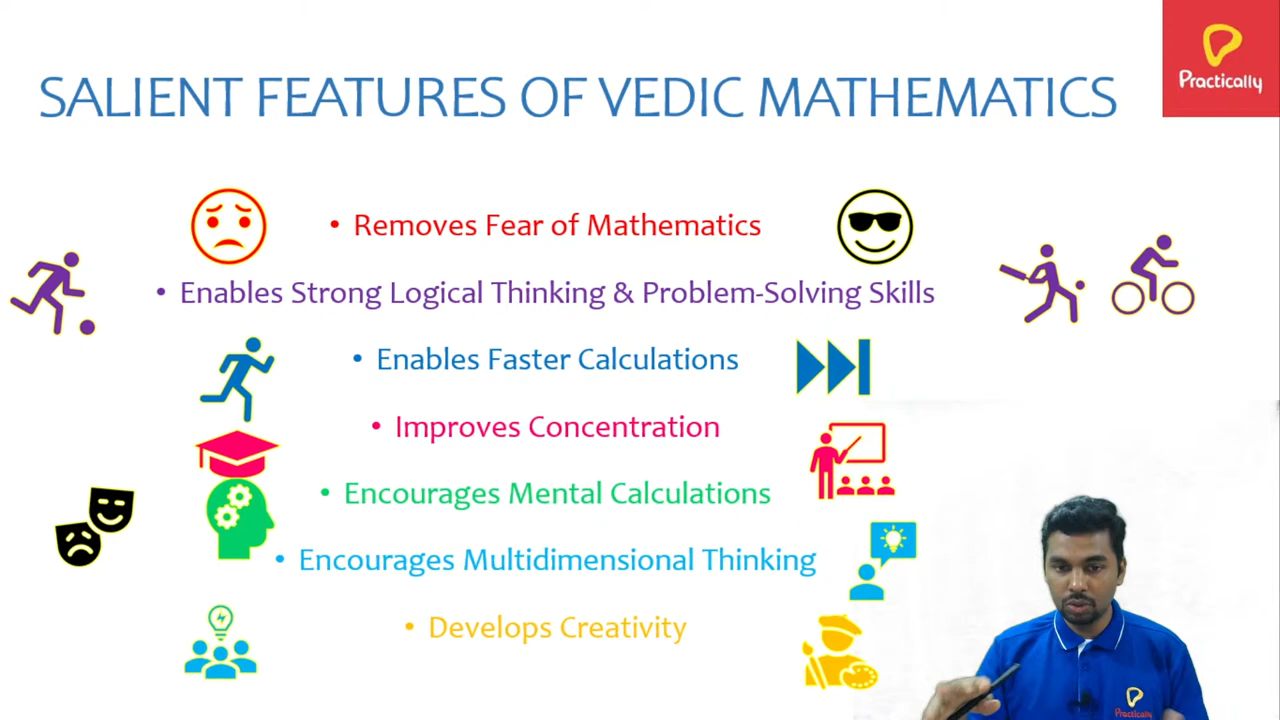 SALIENT FEATURES OF VEDIC MATHEMATICS
Practically
• Removes Fear of Mathematics
• Enables Strong Logical Thinking & Problem-Solving Skills
• Enables Faster Calculations
• Improves Concentration
• Encourages Mental Calculations
• Encourages Multidimensional Thinking
• Develops Creativity
Practically